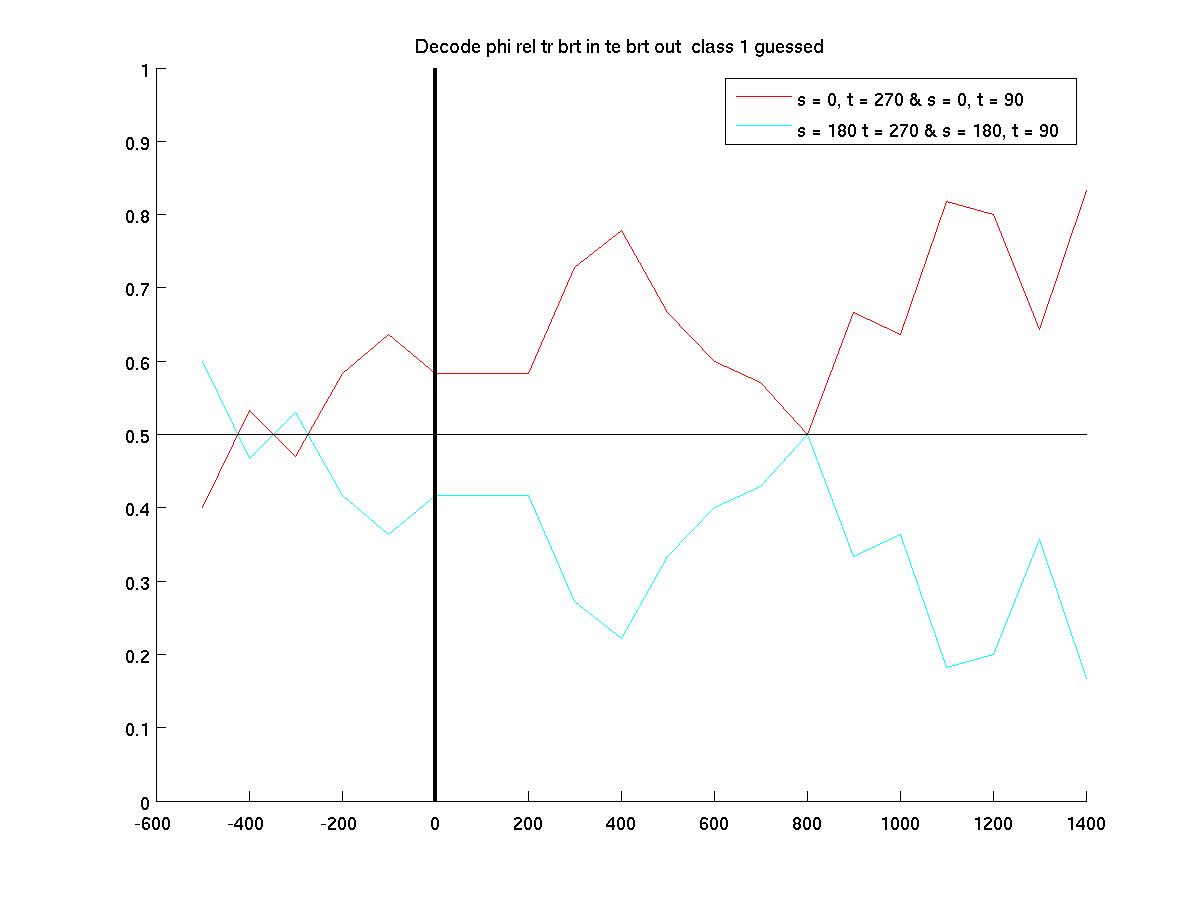 Decode phi rel tr brt in te brt out  class 1 guessed
s = 0, t = 270 & s = 0, t = 90
s = 180 t = 270 & s = 180, t = 90
1
0.9
0.8
0.7
0.6
0.5
0.4
0.3
0.2
0.1
0
-600 -400 -200 0 200 400 600 800 1000 1200 1400